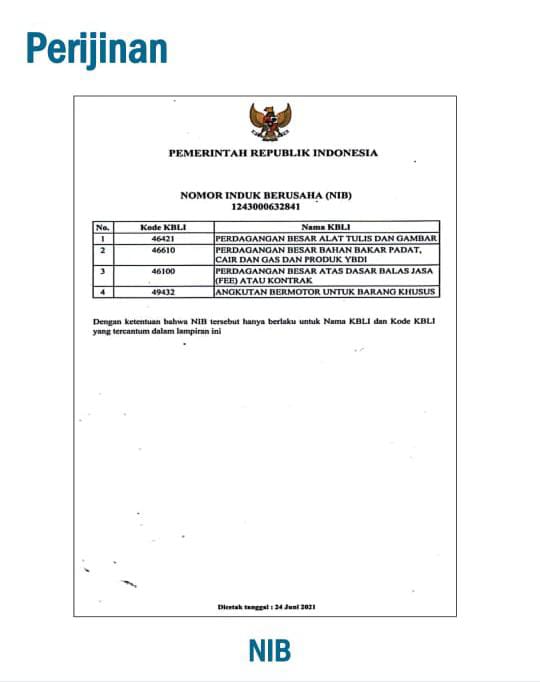 Perijinan
PEMERINTAH REPUBLIK INDONESIA
NOMOR INDUK BERUSAHA (NIB)
1243000632841
No. Kode KBLI Nama KBLI
1 46421 PERDAGANGAN BESAR ALAT TULIS DAN GAMBAR
2 46610 PERDAGANGAN BESAR BAHAN BAKAR PADAT,
CAIR DAN GAS DAN PRODUK YBDI
3 46100 PERDAGANGAN BESAR ATAS DASAR BALAS JASA
(FEE) ATAU KONTRAK
4 49432 ANGKUTAN BERMOTOR UNTUK BARANG KHUSUS
Dengan ketentuan bahwa NIB tersebut hanya berlaku untuk Nama KBLI dan Kode KBLI
yang tercantum dalam lampiran ini
Dicetak tanggal : 24 Juni 2021
NIB